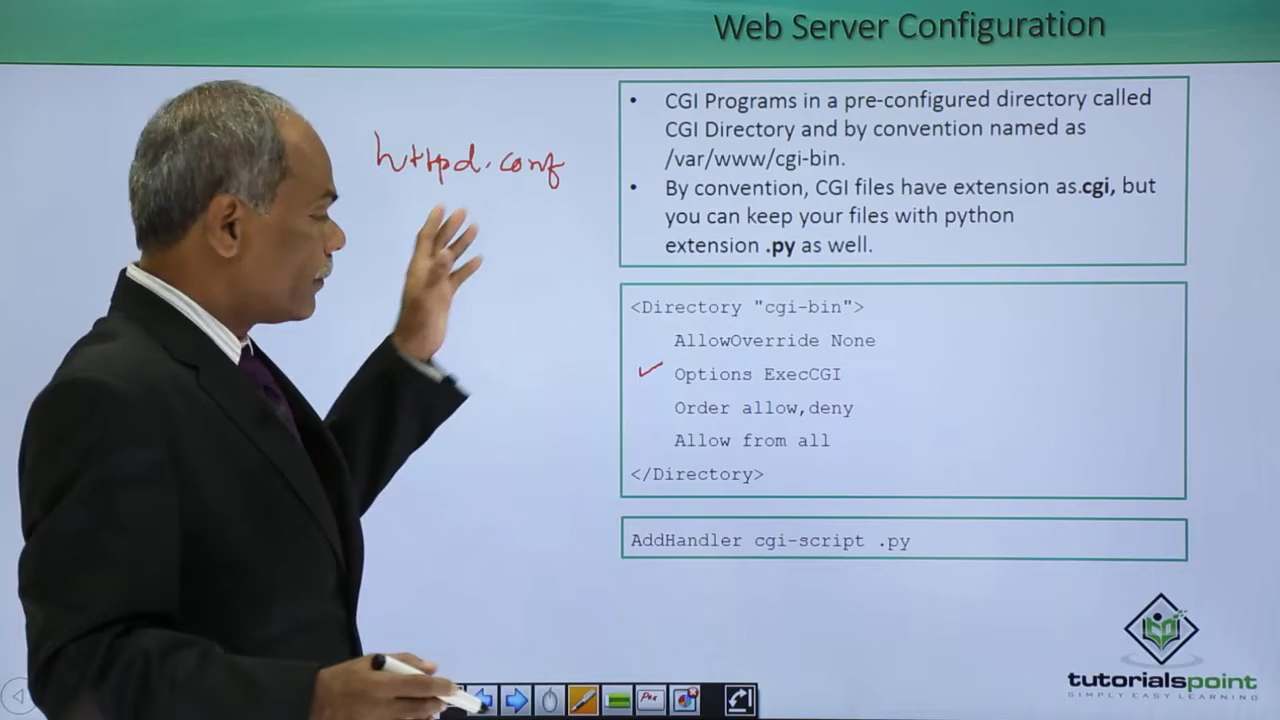 Web Server Configuration
httpd.conf
• CGI Programs in a pre-configured directory called
CGI Directory and by convention named as
/var/www/cgi-bin.
• By convention, CGI files have extension as.cgi, but
you can keep your files with python
extension .py as well.
<Directory "cgi-bin">
AllowOverride None
Options ExecCGI
Order allow,deny
Allow from all
</Directory>
AddHandler cgi-script .py
tutorialspoint
SIMPLY EASY LEARNING